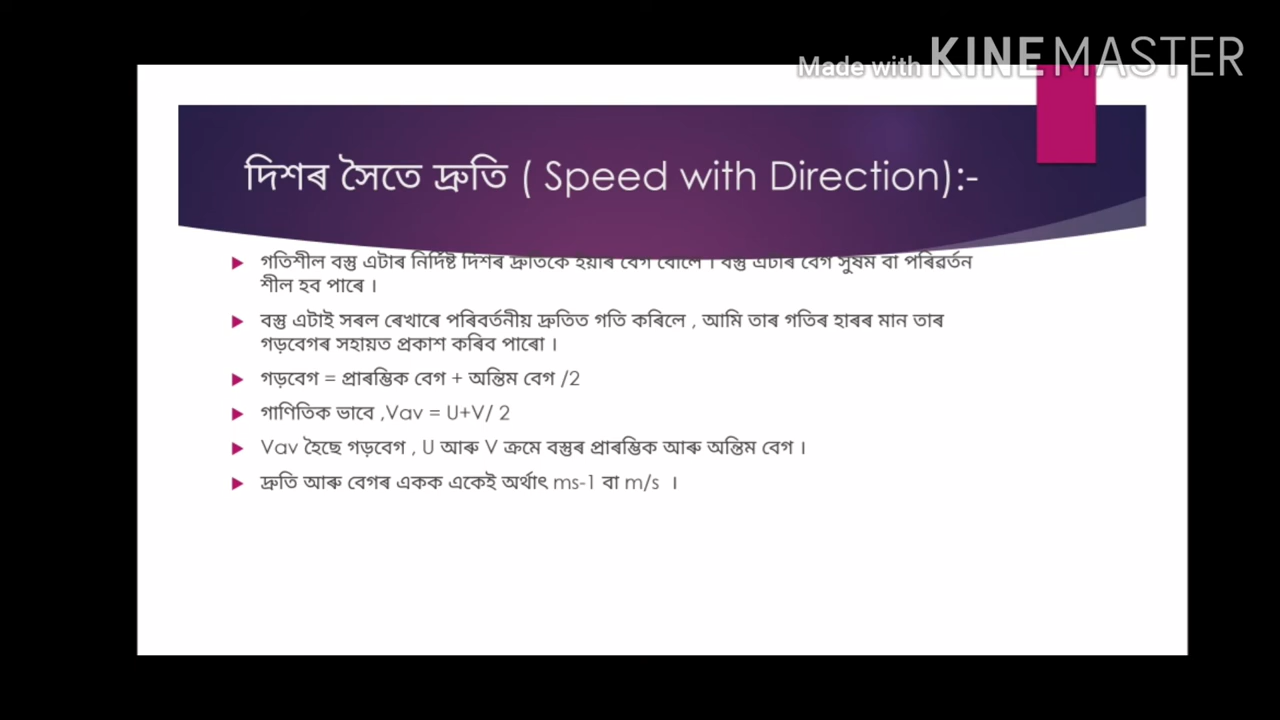 Made with KINEMASTER
দিশৰ সৈতে দ্ৰুতি ( Speed with Direction):-
গতিশীল বস্তু এটাৰ নিৰ্দিষ্ট দিশৰ দ্ৰুতিকে ইয়াৰ বেগ বোলে । বস্তু এটাৰ বেগ সুষম বা পৰিৱৰ্তন
শীল হব পাৰে ।
বস্তু এটাই সৰল ৰেখাৰে পৰিবৰ্তনীয় দ্ৰুতিত গতি কৰিলে , আমি তাৰ গতিৰ হাৰৰ মান তাৰ
গড়বেগৰ সহায়ত প্ৰকাশ কৰিব পাৰো ।
গড়বেগ = প্ৰাৰম্ভিক বেগ + অন্তিম বেগ /2
গাণিতিক ভাবে ,Vav = U+V/ 2
Vav হৈছে গড়বেগ , U আৰু V ক্ৰমে বস্তুৰ প্ৰাৰম্ভিক আৰু অন্তিম বেগ ।
দ্ৰুতি আৰু বেগৰ একক একেই অৰ্থাৎ ms-1 বা m/s ।